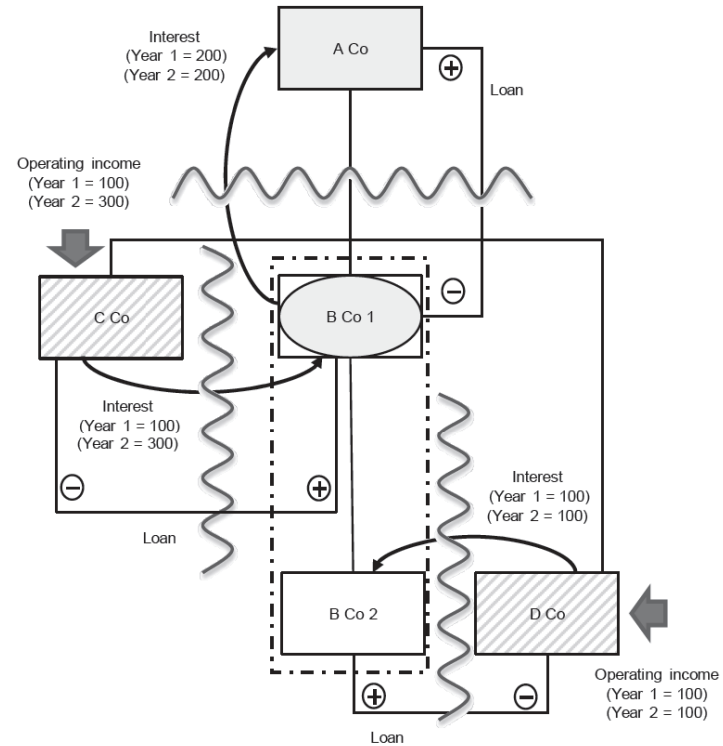 Interest
(Year 1 = 200)
(Year 2 = 200)
A Co
+
Loan
Operating income
(Year 1 = 100)
(Year 2 = 300)
C Co
B Co 1
−
Interest
(Year 1 = 100)
(Year 2 = 300)
−
+
Loan
Interest
(Year 1 = 100)
(Year 2 = 100)
B Co 2
D Co
+
−
Loan
Operating income
(Year 1 = 100)
(Year 2 = 100)